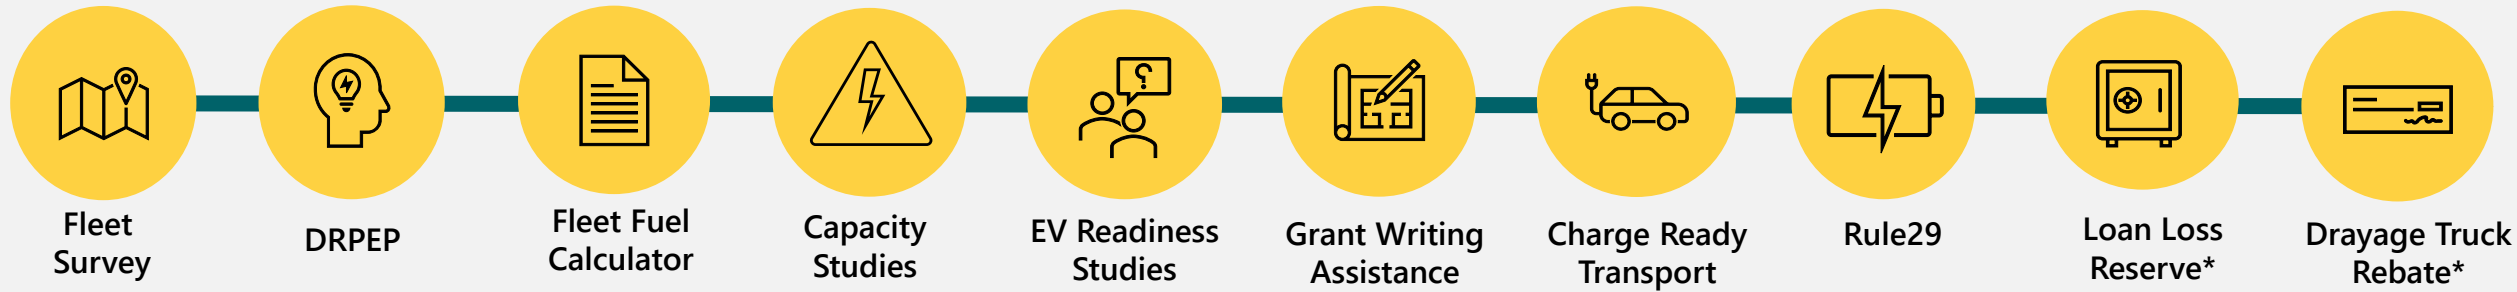 Fleet
Survey
DRPEP
Fleet Fuel
Calculator
Capacity
Studies
EV Readiness
Studies
Grant Writing
Assistance
Charge Ready
Transport
Rule29
Loan Loss
Reserve*
Drayage Truck
Rebate*